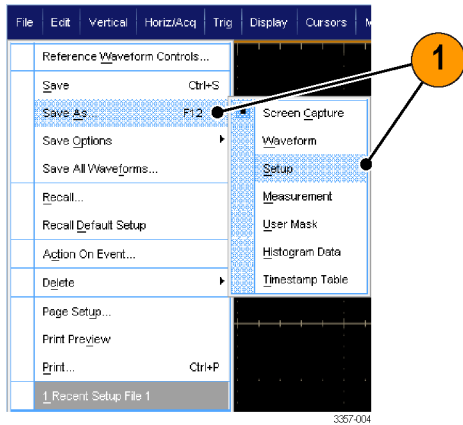 File Edit Vertical Horiz/Acq Trig Display Cursors
Reference Waveform Controls...
Save Ctrl+S
Save As F12
Save Options
Save All Waveforms...
Recall...
Recall Default Setup
Action On Event...
Delete
Page Setup...
Print Preview
Print... Ctrl+P
1 Recent Setup File 1
Screen Capture
Waveform
Setup
Measurement
User Mask
Histogram Data
Timestamp Table
1
3357-004